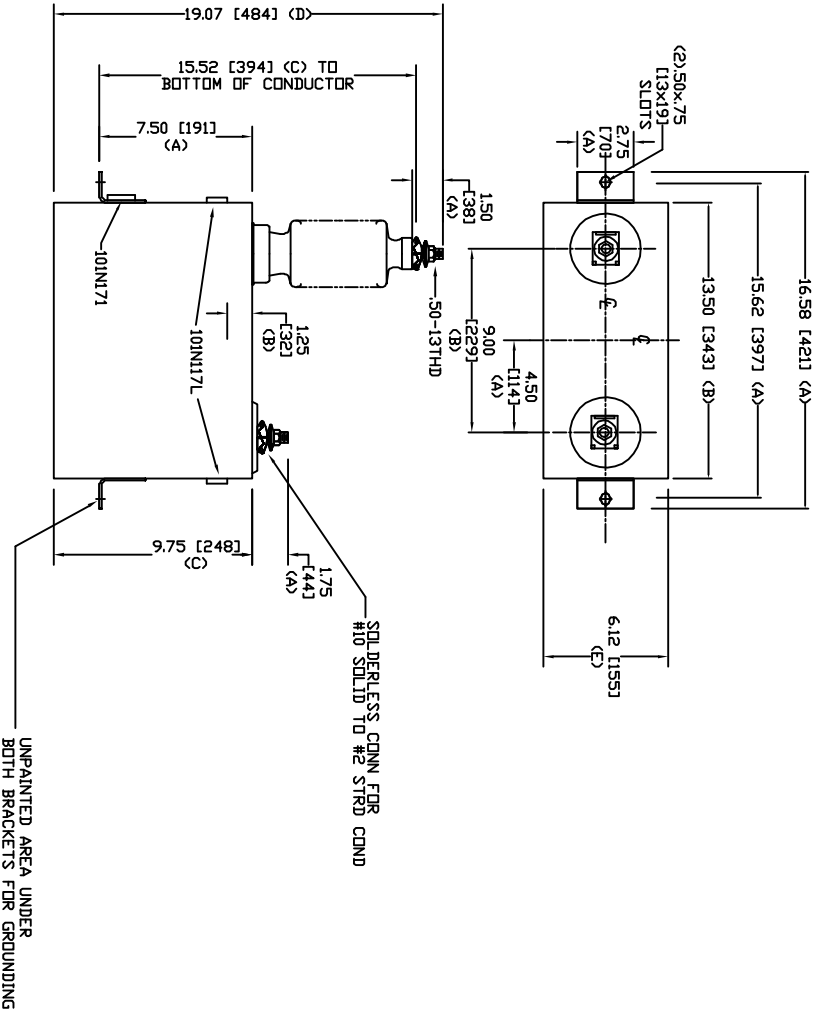 19.07 [484] (D)
15.52 [394] (C) TO
BOTTOM OF CONDUCTOR
7.50 [191]
(A)
(2).50x.75
[13x19]
SLOTS
2.75
[70]
(A)
16.58 [421] (A)
15.62 [397] (A)
13.50 [343] (B)
1.50
[38]
(A)
.50-13THD
9.00
[229]
(B)
4.50
[114]
(A)
CL
CL
6.12 [155]
(E)
101N171
101N117L
1.25
[32]
(B)
9.75 [248]
(C)
1.75
[44]
(A)
SOLDERLESS CONN FOR
#10 SOLID TO #2 STRD COND
UNPAINTED AREA UNDER
BOTH BRACKETS FOR GROUNDING